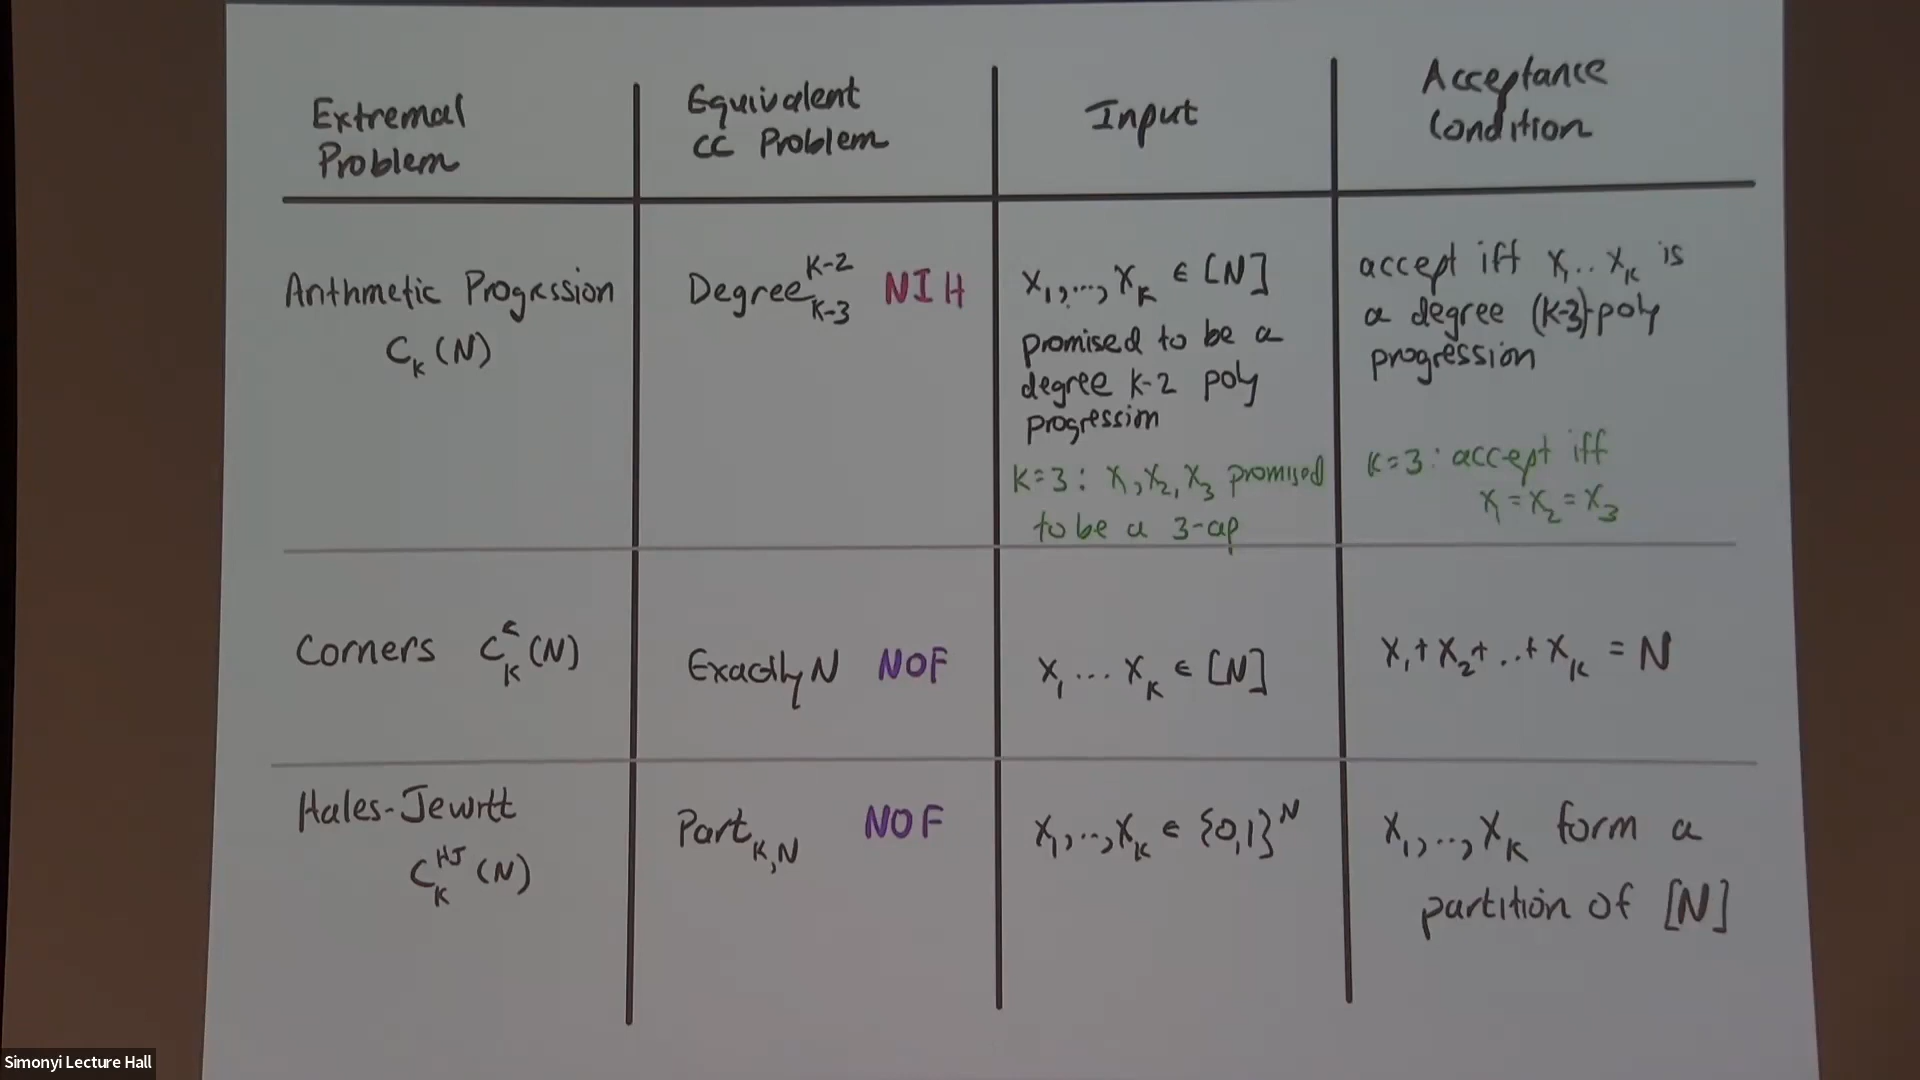 Extremal
Problem
Equivalent
CC Problem
Input
Acceptance
Condition
Arithmetic Progression
C_k(N)
Degree^{k-2}_{k-3} NIH
x_1,...,x_k ∈ [N]
promised to be a
degree k-2 poly
progression
k=3: x_1,x_2,x_3 promised
to be a 3-ap
accept iff x_1..x_k is
a degree (k-3)-poly
progression
k=3: accept iff
x_1=x_2=x_3
Corners C^∠_k(N)
ExactlyN NOF
x_1...x_k ∈ [N]
x_1+x_2+..+x_k = N
Hales-Jewitt
C^{HJ}_k(N)
Part_{k,N} NOF
x_1,..,x_k ∈ {0,1}^N
x_1,..,x_k form a
partition of [N]
Simonyi Lecture Hall